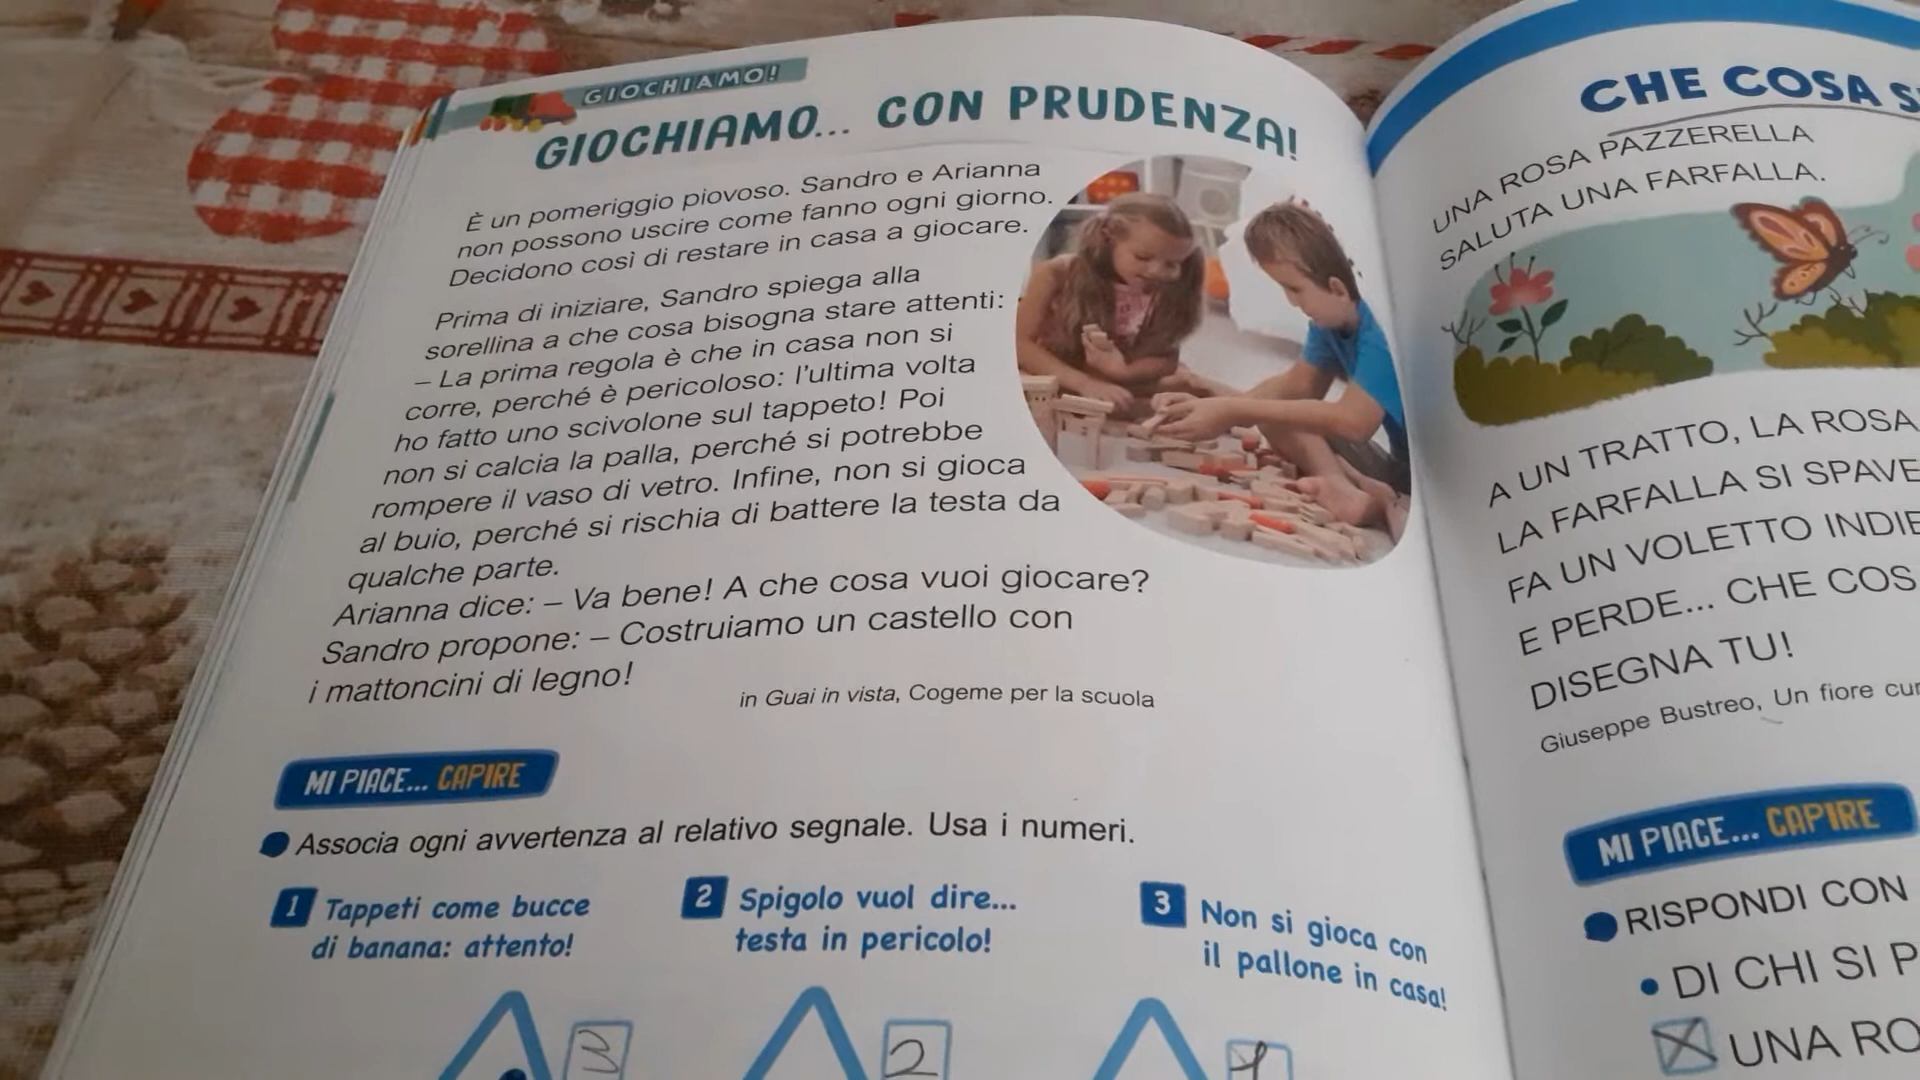 GIOCHIAMO!
GIOCHIAMO... CON PRUDENZA!
È un pomeriggio piovoso. Sandro e Arianna
non possono uscire come fanno ogni giorno.
Decidono così di restare in casa a giocare.
Prima di iniziare, Sandro spiega alla
sorellina a che cosa bisogna stare attenti:
– La prima regola è che in casa non si
corre, perché è pericoloso: l'ultima volta
ho fatto uno scivolone sul tappeto! Poi
non si calcia la palla, perché si potrebbe
rompere il vaso di vetro. Infine, non si gioca
al buio, perché si rischia di battere la testa da
qualche parte.
Arianna dice: – Va bene! A che cosa vuoi giocare?
Sandro propone: – Costruiamo un castello con
i mattoncini di legno!
in Guai in vista, Cogeme per la scuola
MI PIACE... CAPIRE
Associa ogni avvertenza al relativo segnale. Usa i numeri.
1 Tappeti come bucce
di banana: attento!
2 Spigolo vuol dire...
testa in pericolo!
3 Non si gioca con
il pallone in casa!
3
2
1
CHE COSA
UNA ROSA PAZZERELLA
SALUTA UNA FARFALLA.
A UN TRATTO, LA ROSA
LA FARFALLA SI
FA UN VOLETTO
E PERDE... CHE
DISEGNA TU!
Giuseppe Bustreo, Un fiore
MI PIACE... CAPIRE
RISPONDI CON
• DI CHI SI
UNA